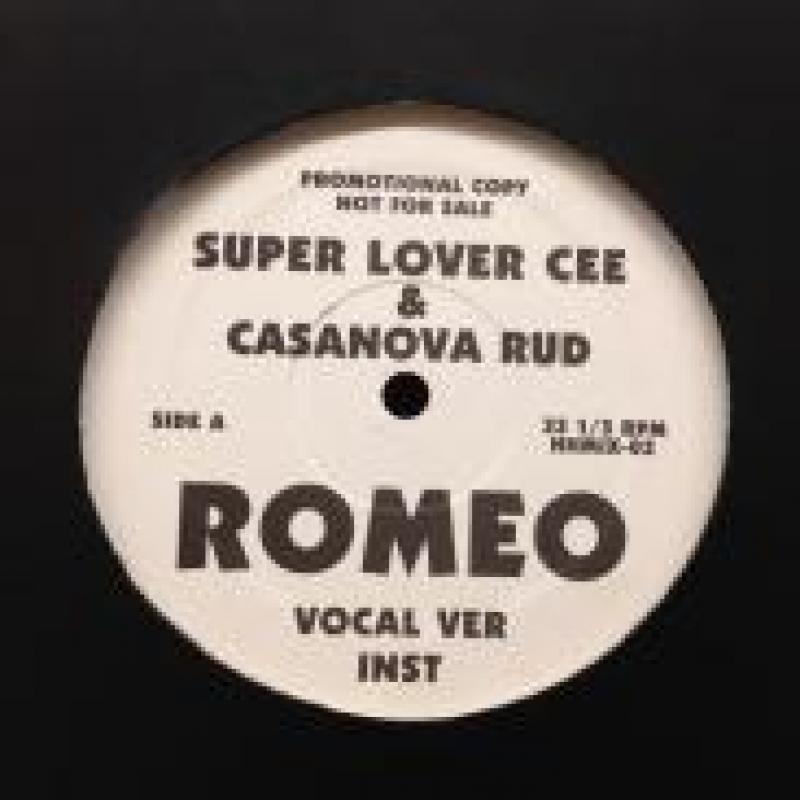 PROMOTIONAL COPY
NOT FOR SALE
SUPER LOVER CEE
&
CASANOVA RUD
SIDE A
33 1/3 RPM
ROMEO
VOCAL VER
INST